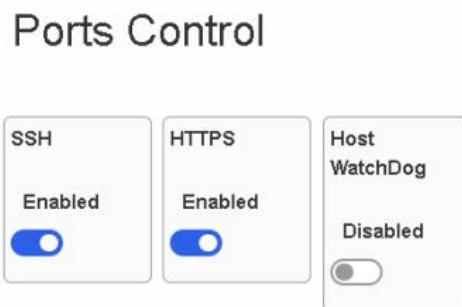 Ports Control
SSH
Enabled
HTTPS
Enabled
Host
WatchDog
Disabled